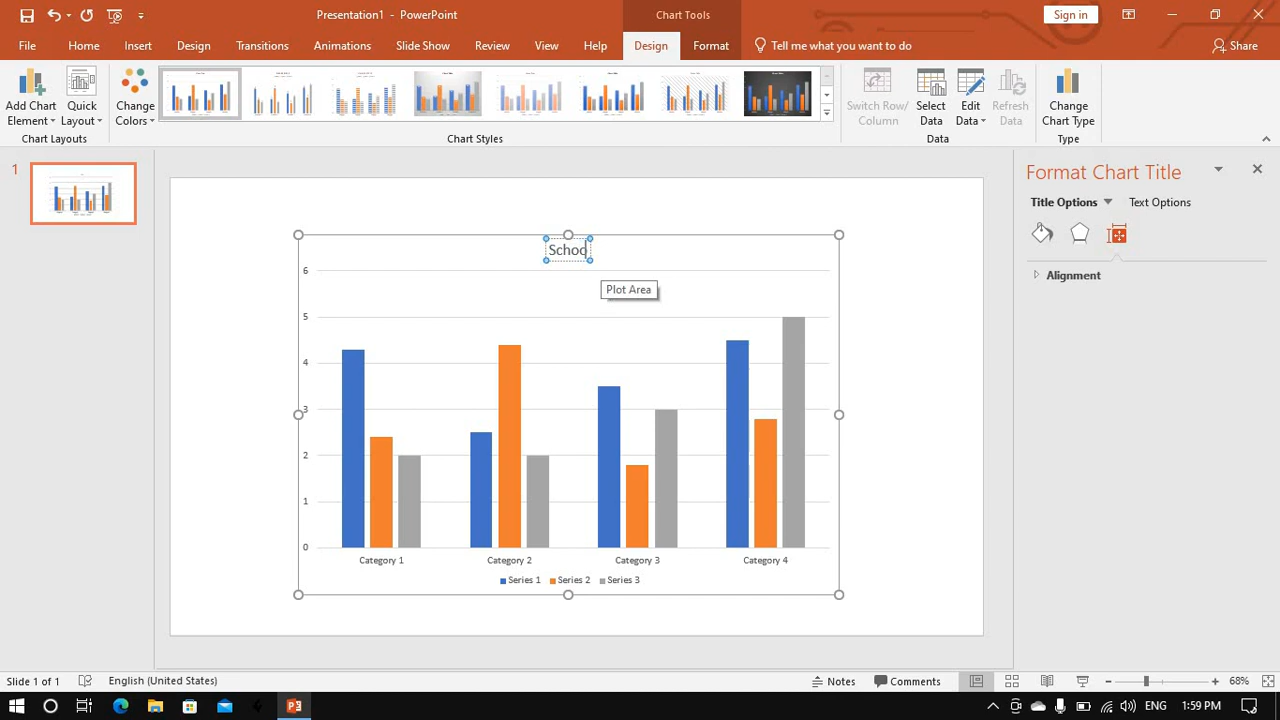 Presentation1 - PowerPoint
Chart Tools
Sign in
File
Home
Insert
Design
Transitions
Animations
Slide Show
Review
View
Help
Design
Format
Tell me what you want to do
Share
Add Chart
Element
Quick
Layout
Change
Colors
Switch Row/
Column
Select
Data
Edit
Data
Refresh
Data
Change
Chart Type
Chart Layouts
Chart Styles
Data
Type
1
Format Chart Title
Title Options
Text Options
Alignment
Schoo
Plot Area
6
5
4
3
2
1
0
Category 1
Category 2
Category 3
Category 4
Series 1
Series 2
Series 3
Slide 1 of 1
English (United States)
Notes
Comments
68%
ENG
1:59 PM